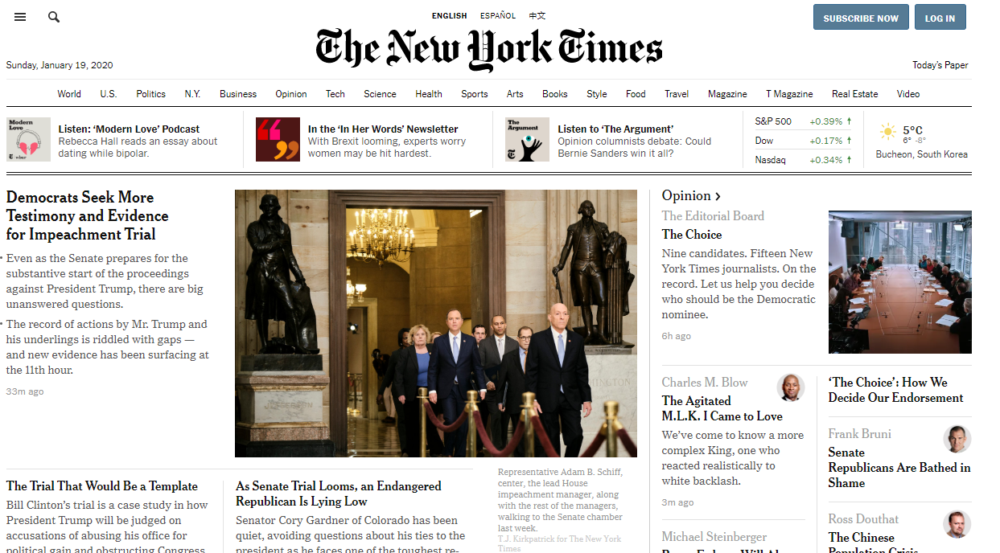 ENGLISH ESPAÑOL 中文
SUBSCRIBE NOW LOG IN
The New York Times
Sunday, January 19, 2020
Today's Paper
World U.S. Politics N.Y. Business Opinion Tech Science Health Sports Arts Books Style Food Travel Magazine T Magazine Real Estate Video
Modern
Love
Listen: ‘Modern Love’ Podcast
Rebecca Hall reads an essay about
dating while bipolar.
In the ‘In Her Words’ Newsletter
With Brexit looming, experts worry
women may be hit hardest.
The
Argument
Listen to ‘The Argument’
Opinion columnists debate: Could
Bernie Sanders win it all?
S&P 500 +0.39% ↑
Dow +0.17% ↑
Nasdaq +0.34% ↑
5°C
6° -8°
Bucheon, South Korea
Democrats Seek More
Testimony and Evidence
for Impeachment Trial
• Even as the Senate prepares for the
substantive start of the proceedings
against President Trump, there are big
unanswered questions.
• The record of actions by Mr. Trump and
his underlings is riddled with gaps —
and new evidence has been surfacing at
the 11th hour.
33m ago
Representative Adam B. Schiff,
center, the lead House
impeachment manager, along
with the rest of the managers,
walking to the Senate chamber
last week.
T.J. Kirkpatrick for The New York
Times
The Trial That Would Be a Template
Bill Clinton’s trial is a case study in how
President Trump will be judged on
accusations of abusing his office for
political gain and obstructing Congress.
As Senate Trial Looms, an Endangered
Republican Is Lying Low
Senator Cory Gardner of Colorado has been
quiet, avoiding questions about his ties to the
president as he faces one of the toughest re-
Opinion >
The Editorial Board
The Choice
Nine candidates. Fifteen New
York Times journalists. On the
record. Let us help you decide
who should be the Democratic
nominee.
6h ago
Charles M. Blow
The Agitated
M.L.K. I Came to Love
We’ve come to know a more
complex King, one who
reacted realistically to
white backlash.
3m ago
Michael Steinberger
‘The Choice’: How We
Decide Our Endorsement
Frank Bruni
Senate
Republicans Are Bathed in
Shame
Ross Douthat
The Chinese
Population Crisis